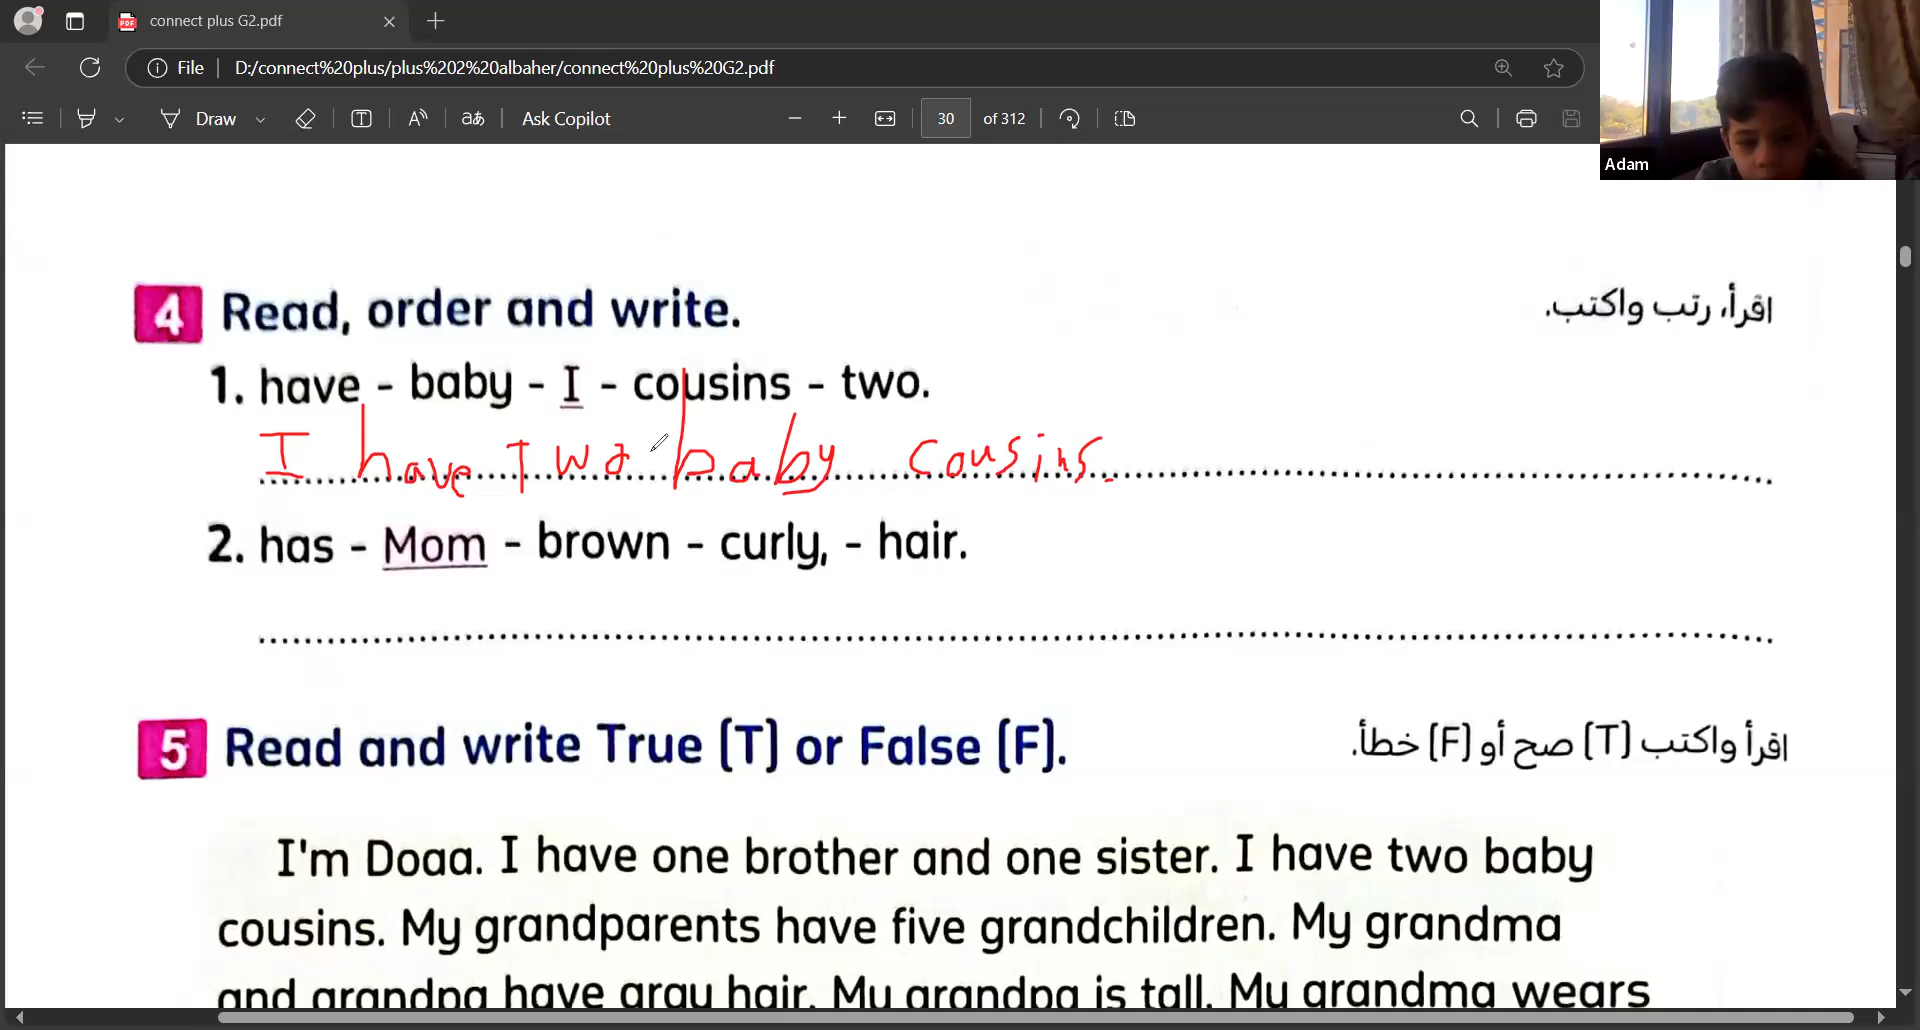 connect plus G2.pdf
File D:/connect%20plus/plus%202%20albaher/connect%20plus%20G2.pdf
Draw Ask Copilot 30 of 312
Adam
4 Read, order and write. اقرأ، رتب واكتب.
1. have - baby - I - cousins - two.
I have two baby cousins.
2. has - Mom - brown - curly, - hair.
5 Read and write True (T) or False (F). اقرأ واكتب (T) صح أو (F) خطأ.
I'm Doaa. I have one brother and one sister. I have two baby
cousins. My grandparents have five grandchildren. My grandma
and grandpa have gray hair. My grandpa is tall. My grandma wears